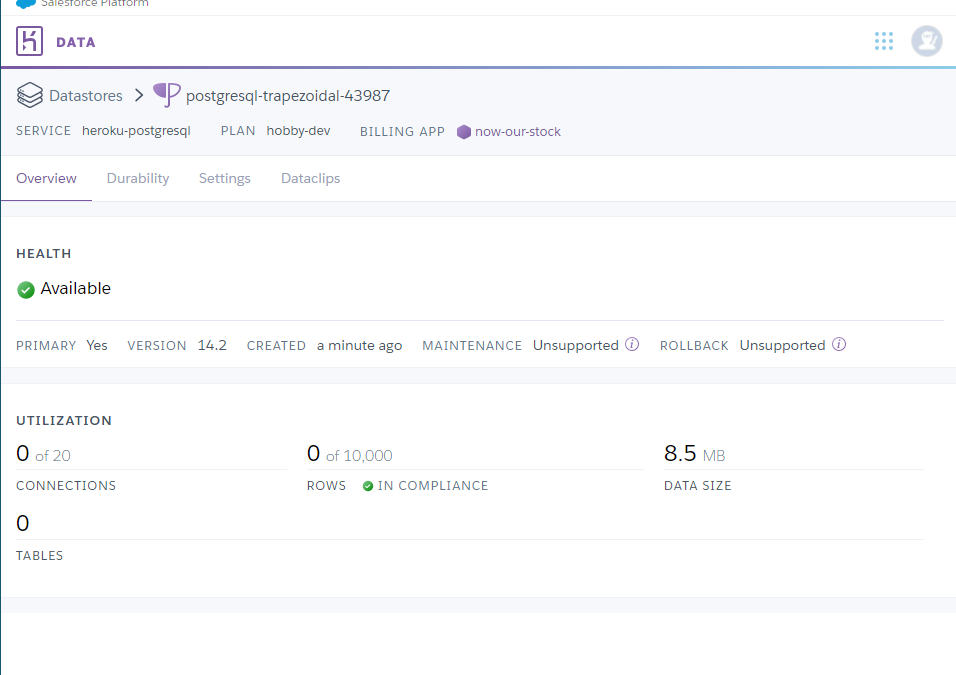 Salesforce Platform
DATA
Datastores > postgresql-trapezoidal-43987
SERVICE heroku-postgresql PLAN hobby-dev BILLING APP now-our-stock
Overview Durability Settings Dataclips
HEALTH
Available
PRIMARY Yes VERSION 14.2 CREATED a minute ago MAINTENANCE Unsupported ROLLBACK Unsupported
UTILIZATION
0 of 20 0 of 10,000 8.5 MB
CONNECTIONS ROWS IN COMPLIANCE DATA SIZE
0
TABLES